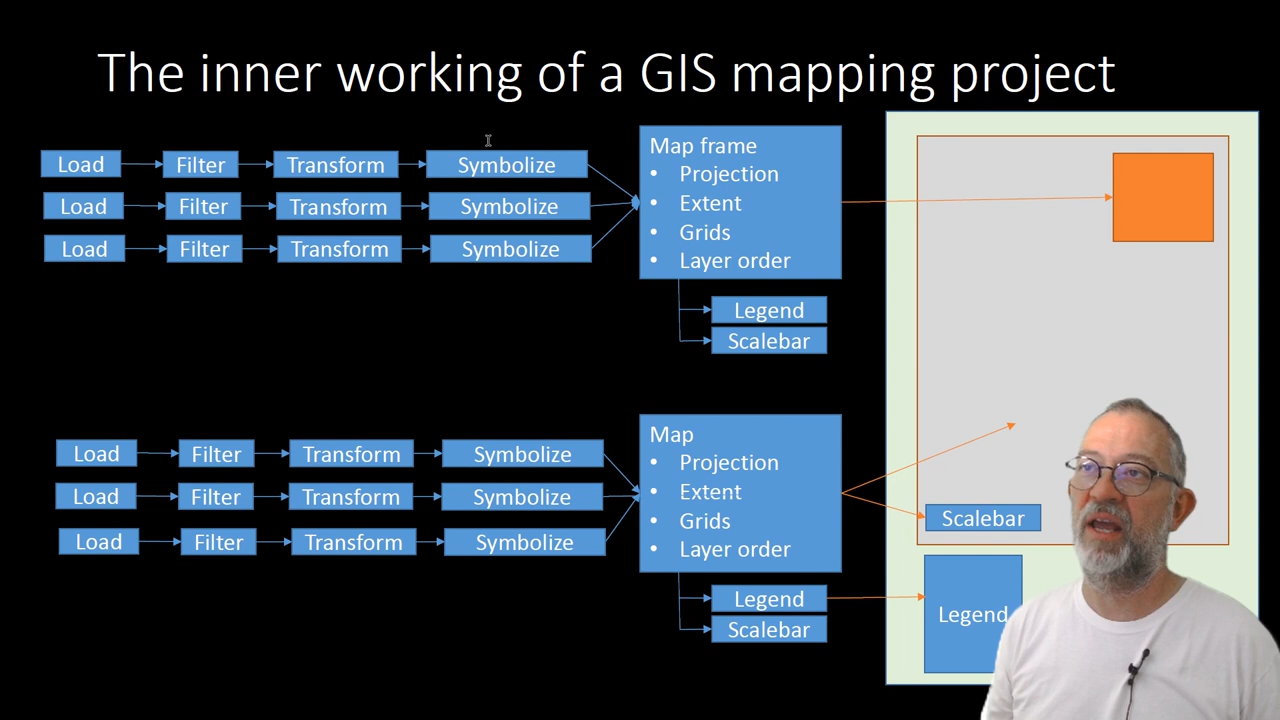 The inner working of a GIS mapping project
Load Filter Transform Symbolize
Load Filter Transform Symbolize
Load Filter Transform Symbolize
Map frame
• Projection
• Extent
• Grids
• Layer order
Legend
Scalebar
Load Filter Transform Symbolize
Load Filter Transform Symbolize
Load Filter Transform Symbolize
Map
• Projection
• Extent
• Grids
• Layer order
Legend
Scalebar
Scalebar
Legend